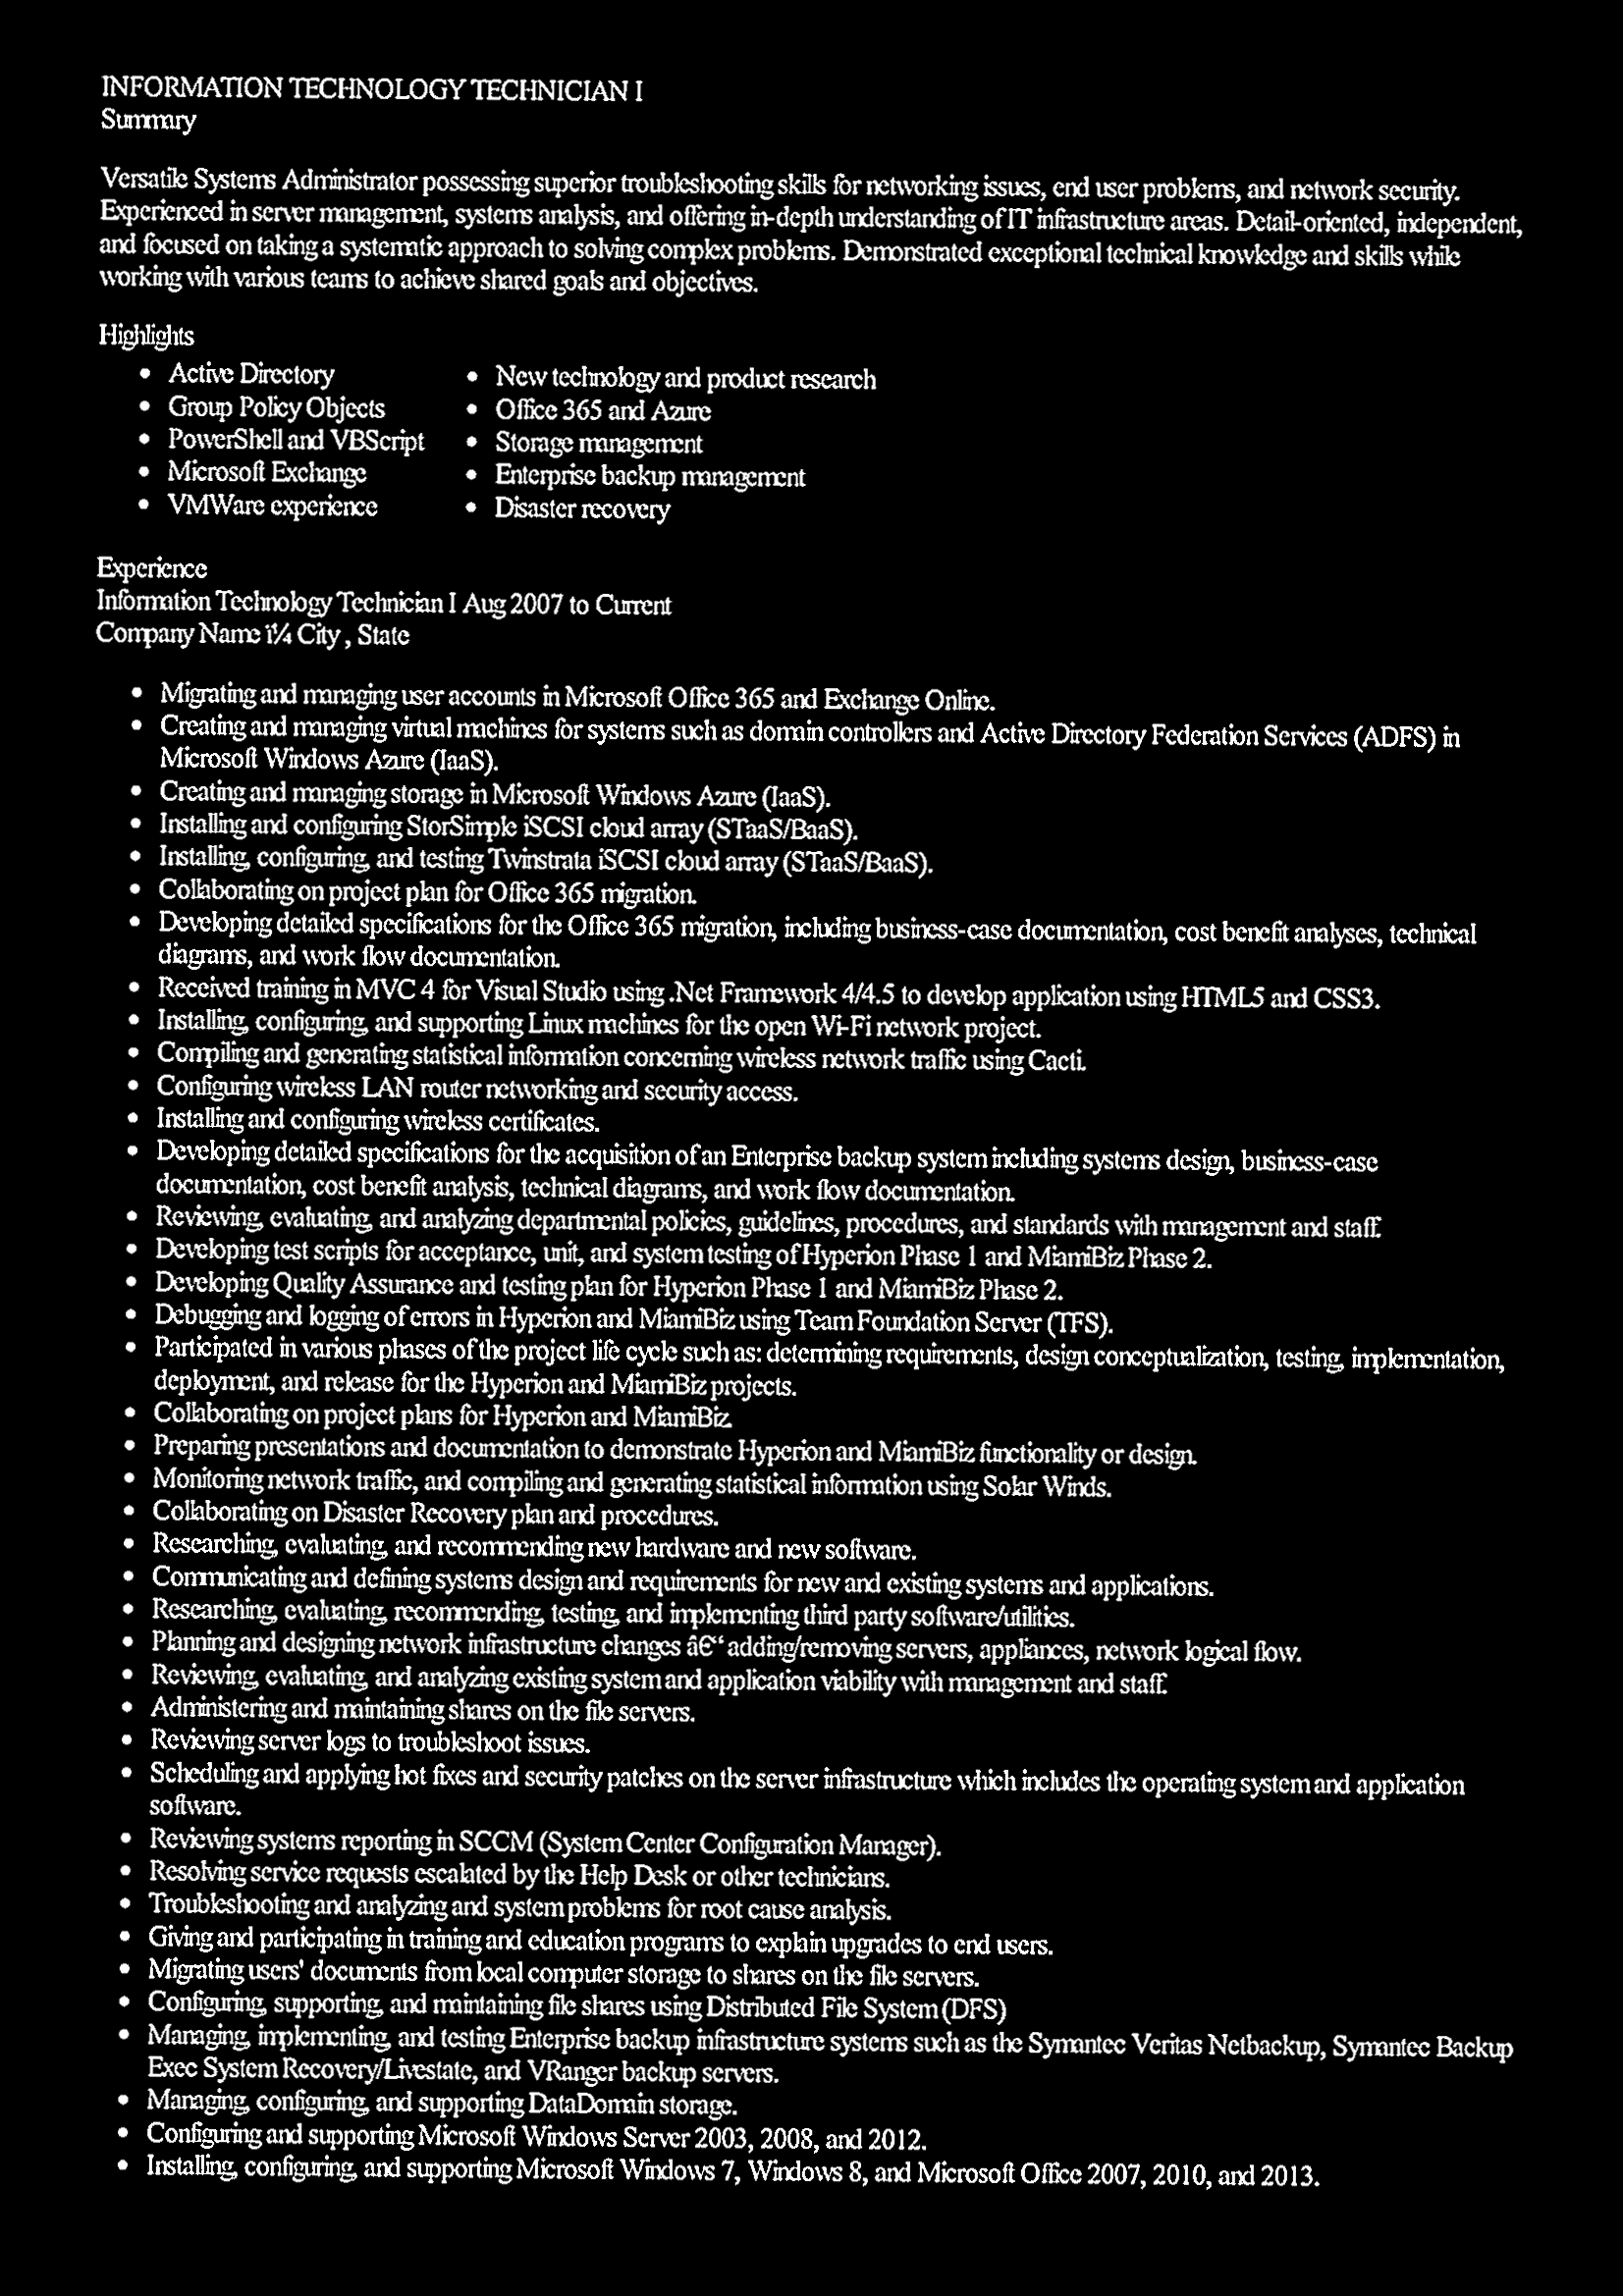 INFORMATION TECHNOLOGY TECHNICIAN I
Summary
Versatile Systems Administrator possessing superior troubleshooting skills for networking issues, end user problems, and network security.
Experienced in server management, systems analysis, and offering in-depth understanding of IT infrastructure areas. Detail-oriented, independent,
and focused on taking a systematic approach to solving complex problems. Demonstrated exceptional technical knowledge and skills while
working with various teams to achieve shared goals and objectives.
Highlights
• Active Directory
• Group Policy Objects
• PowerShell and VBScript
• Microsoft Exchange
• VMWare experience
• New technology and product research
• Office 365 and Azure
• Storage management
• Enterprise backup management
• Disaster recovery
Experience
Information Technology Technician I Aug 2007 to Current
Company Name ï¼ City , State
• Migrating and managing user accounts in Microsoft Office 365 and Exchange Online.
• Creating and managing virtual machines for systems such as domain controllers and Active Directory Federation Services (ADFS) in
Microsoft Windows Azure (IaaS).
• Creating and managing storage in Microsoft Windows Azure (IaaS).
• Installing and configuring StorSimple iSCSI cloud array (STaaS/BaaS).
• Installing, configuring, and testing Twinstrata iSCSI cloud array (STaaS/BaaS).
• Collaborating on project plan for Office 365 migration.
• Developing detailed specifications for the Office 365 migration, including business-case documentation, cost benefit analyses, technical
diagrams, and work flow documentation.
• Received training in MVC 4 for Visual Studio using .Net Framework 4/4.5 to develop application using HTML5 and CSS3.
• Installing, configuring, and supporting Linux machines for the open Wi-Fi network project.
• Compiling and generating statistical information concerning wireless network traffic using Cacti.
• Configuring wireless LAN router networking and security access.
• Installing and configuring wireless certificates.
• Developing detailed specifications for the acquisition of an Enterprise backup system including systems design, business-case
documentation, cost benefit analysis, technical diagrams, and work flow documentation.
• Reviewing, evaluating, and analyzing departmental policies, guidelines, procedures, and standards with management and staff.
• Developing test scripts for acceptance, unit, and system testing of Hyperion Phase 1 and MiamiBiz Phase 2.
• Developing Quality Assurance and testing plan for Hyperion Phase 1 and MiamiBiz Phase 2.
• Debugging and logging of errors in Hyperion and MiamiBiz using Team Foundation Server (TFS).
• Participated in various phases of the project life cycle such as: determining requirements, design conceptualization, testing, implementation,
deployment, and release for the Hyperion and MiamiBiz projects.
• Collaborating on project plans for Hyperion and MiamiBiz.
• Preparing presentations and documentation to demonstrate Hyperion and MiamiBiz functionality or design.
• Monitoring network traffic, and compiling and generating statistical information using Solar Winds.
• Collaborating on Disaster Recovery plan and procedures.
• Researching, evaluating, and recommending new hardware and new software.
• Communicating and defining systems design and requirements for new and existing systems and applications.
• Researching, evaluating, recommending, testing, and implementing third party software/utilities.
• Planning and designing network infrastructure changes â€“ adding/removing servers, appliances, network logical flow.
• Reviewing, evaluating, and analyzing existing system and application viability with management and staff.
• Administering and maintaining shares on the file servers.
• Reviewing server logs to troubleshoot issues.
• Scheduling and applying hot fixes and security patches on the server infrastructure which includes the operating system and application
software.
• Reviewing systems reporting in SCCM (System Center Configuration Manager).
• Resolving service requests escalated by the Help Desk or other technicians.
• Troubleshooting and analyzing and system problems for root cause analysis.
• Giving and participating in training and education programs to explain upgrades to end users.
• Migrating users' documents from local computer storage to shares on the file servers.
• Configuring, supporting, and maintaining file shares using Distributed File System (DFS)
• Managing, implementing, and testing Enterprise backup infrastructure systems such as the Symantec Veritas Netbackup, Symantec Backup
Exec System Recovery/Livestate, and VRanger backup servers.
• Managing, configuring, and supporting DataDomain storage.
• Configuring and supporting Microsoft Windows Server 2003, 2008, and 2012.
• Installing, configuring, and supporting Microsoft Windows 7, Windows 8, and Microsoft Office 2007, 2010, and 2013.